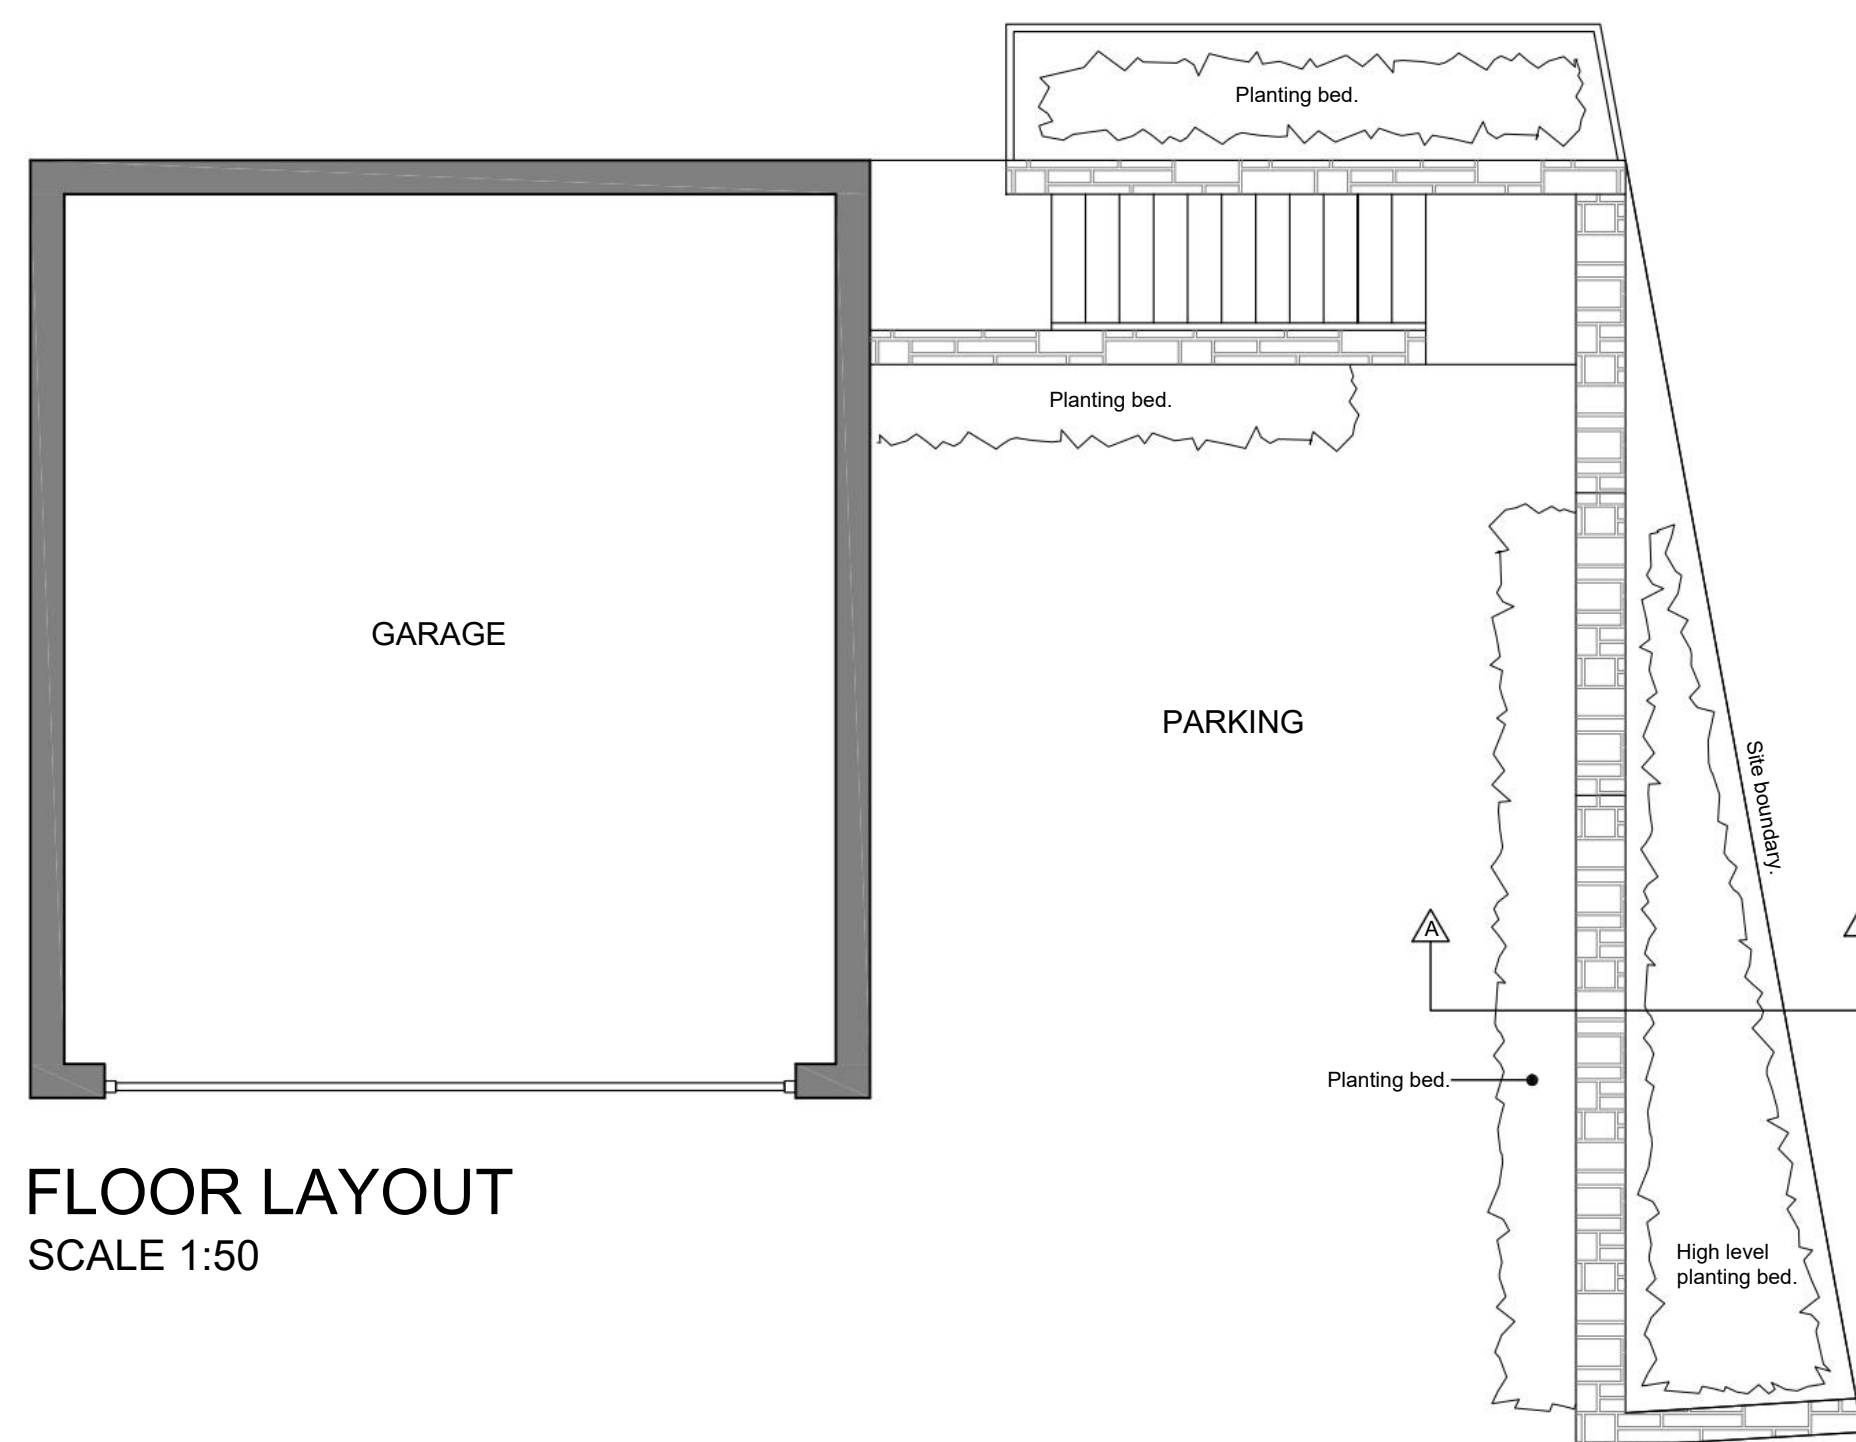 Planting bed.
Planting bed.
GARAGE
PARKING
Site boundary.
A
Planting bed.
High level
planting bed.
FLOOR LAYOUT
SCALE 1:50